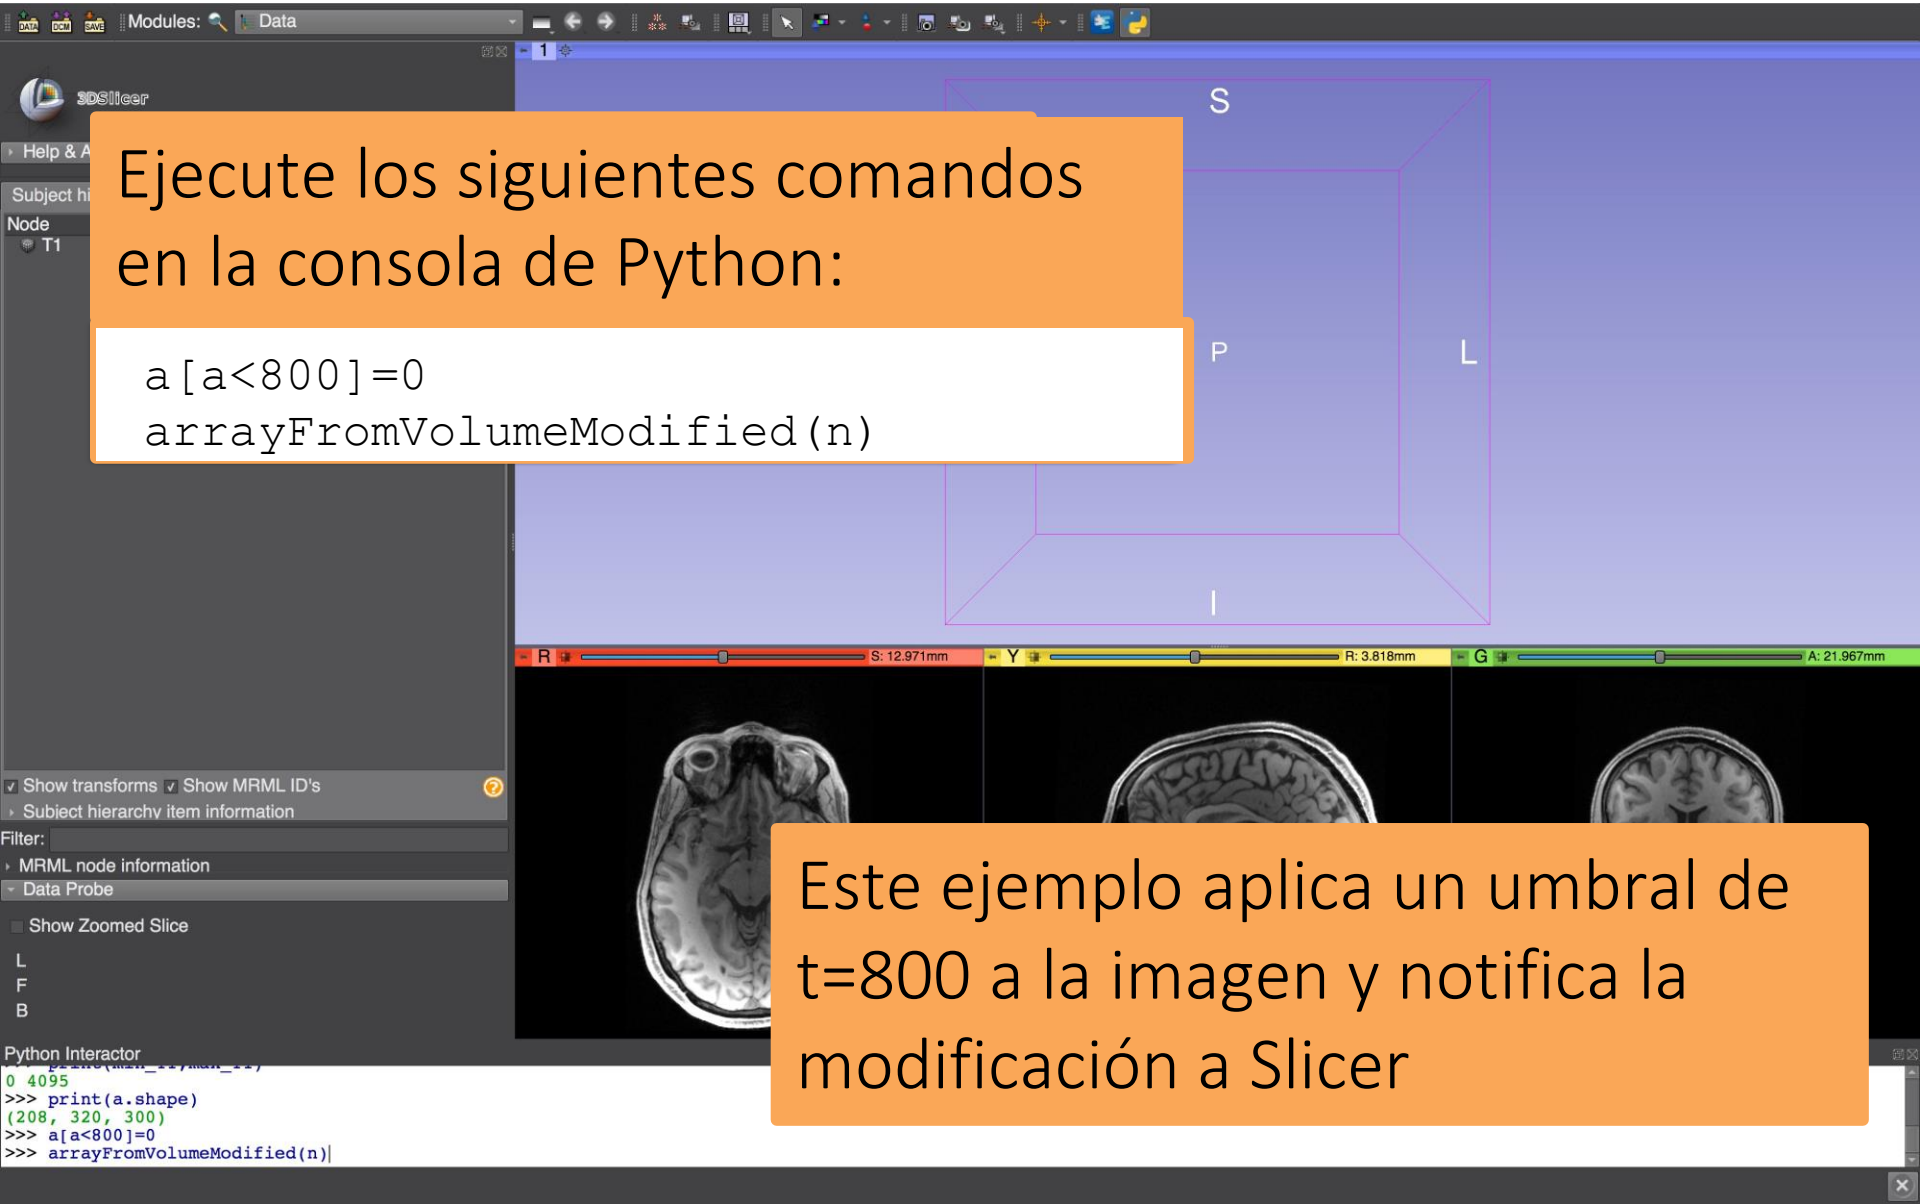 DATA DCM SAVE Modules: Data
1
3DSlicer
Help & A
Subject hi
Node
T1
Ejecute los siguientes comandos
en la consola de Python:
a[a<800]=0
arrayFromVolumeModified(n)
S
P
L
I
R S: 12.971mm
Y R: 3.818mm
G A: 21.967mm
Show transforms Show MRML ID's
Subject hierarchy item information
Filter:
MRML node information
Data Probe
Show Zoomed Slice
L
F
B
Este ejemplo aplica un umbral de
t=800 a la imagen y notifica la
modificación a Slicer
Python Interactor
0 4095
>>> print(a.shape)
(208, 320, 300)
>>> a[a<800]=0
>>> arrayFromVolumeModified(n)